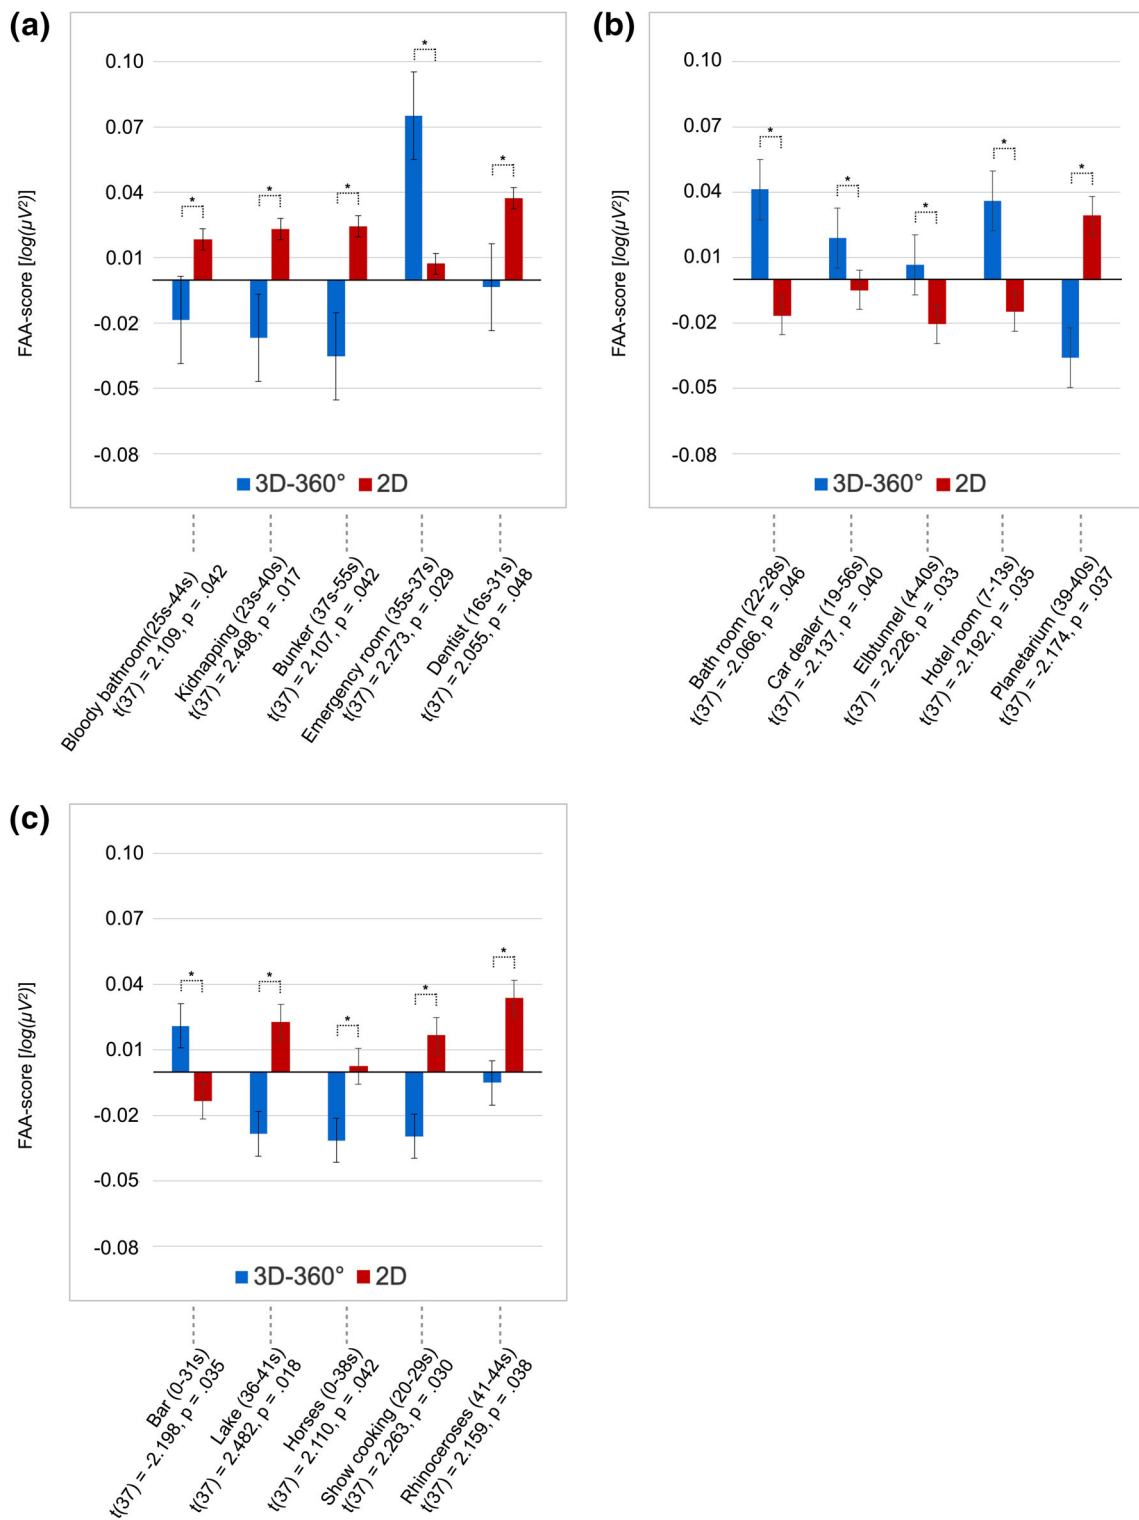 (a)
FAA-score [log(µV²)]
0.10
0.07
0.04
0.01
-0.02
-0.05
-0.08
*
*
*
*
*
3D-360° 2D
Bloody bathroom(25s-44s)
t(37) = 2.109, p = .042
Kidnapping (23s-40s)
t(37) = 2.498, p = .017
Bunker (37s-55s)
t(37) = 2.107, p = .042
Emergency room (35s-37s)
t(37) = 2.273, p = .029
Dentist (16s-31s)
t(37) = 2.055, p = .048
(b)
FAA-score [log(µV²)]
0.10
0.07
0.04
0.01
-0.02
-0.05
-0.08
*
*
*
*
*
3D-360° 2D
Bath room (22-28s)
t(37) = -2.066, p = .046
Car dealer (19-56s)
t(37) = -2.137, p = .040
Elbtunnel (4-40s)
t(37) = -2.226, p = .033
Hotel room (7-13s)
t(37) = -2.192, p = .035
Planetarium (39-40s)
t(37) = -2.174, p = .037
(c)
FAA-score [log(µV²)]
0.10
0.07
0.04
0.01
-0.02
-0.05
-0.08
*
*
*
*
*
3D-360° 2D
Bar (0-31s)
t(37) = -2.198, p = .035
Lake (36-41s)
t(37) = 2.482, p = .018
Horses (0-38s)
t(37) = 2.110, p = .042
Show cooking (20-29s)
t(37) = 2.263, p = .030
Rhinoceroses (41-44s)
t(37) = 2.159, p = .038